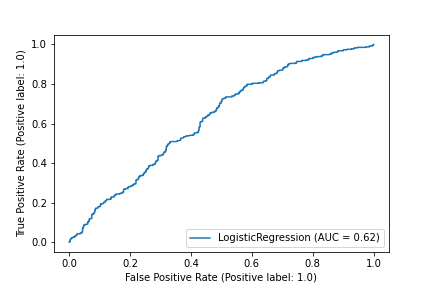 True Positive Rate (Positive label: 1.0)
1.0
0.8
0.6
0.4
0.2
0.0
LogisticRegression (AUC = 0.62)
0.0 0.2 0.4 0.6 0.8 1.0
False Positive Rate (Positive label: 1.0)